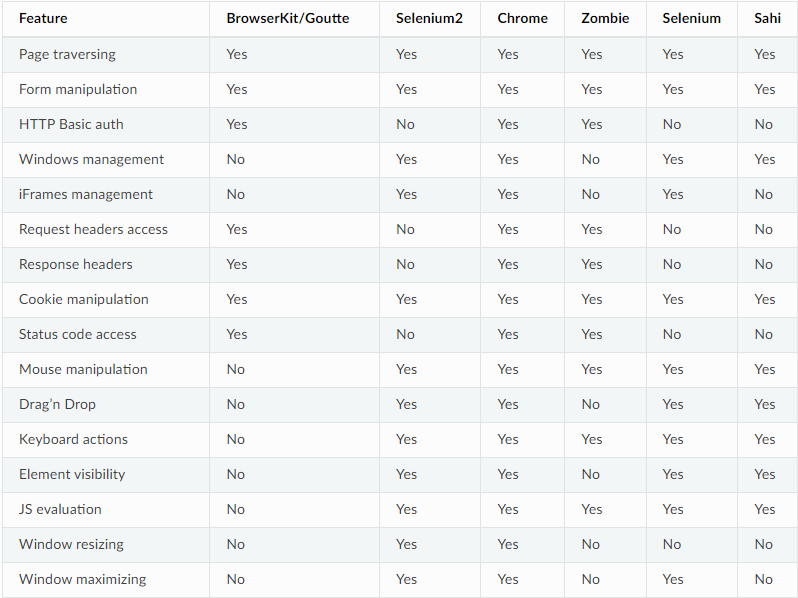 Feature BrowserKit/Goutte Selenium2 Chrome Zombie Selenium Sahi
Page traversing Yes Yes Yes Yes Yes Yes
Form manipulation Yes Yes Yes Yes Yes Yes
HTTP Basic auth Yes No Yes Yes No No
Windows management No Yes Yes No Yes Yes
iFrames management No Yes Yes No Yes No
Request headers access Yes No Yes Yes No No
Response headers Yes No Yes Yes No No
Cookie manipulation Yes Yes Yes Yes Yes Yes
Status code access Yes No Yes Yes No No
Mouse manipulation No Yes Yes Yes Yes Yes
Drag’n Drop No Yes Yes No Yes Yes
Keyboard actions No Yes Yes Yes Yes Yes
Element visibility No Yes Yes No Yes Yes
JS evaluation No Yes Yes Yes Yes Yes
Window resizing No Yes Yes No No No
Window maximizing No Yes Yes No Yes No